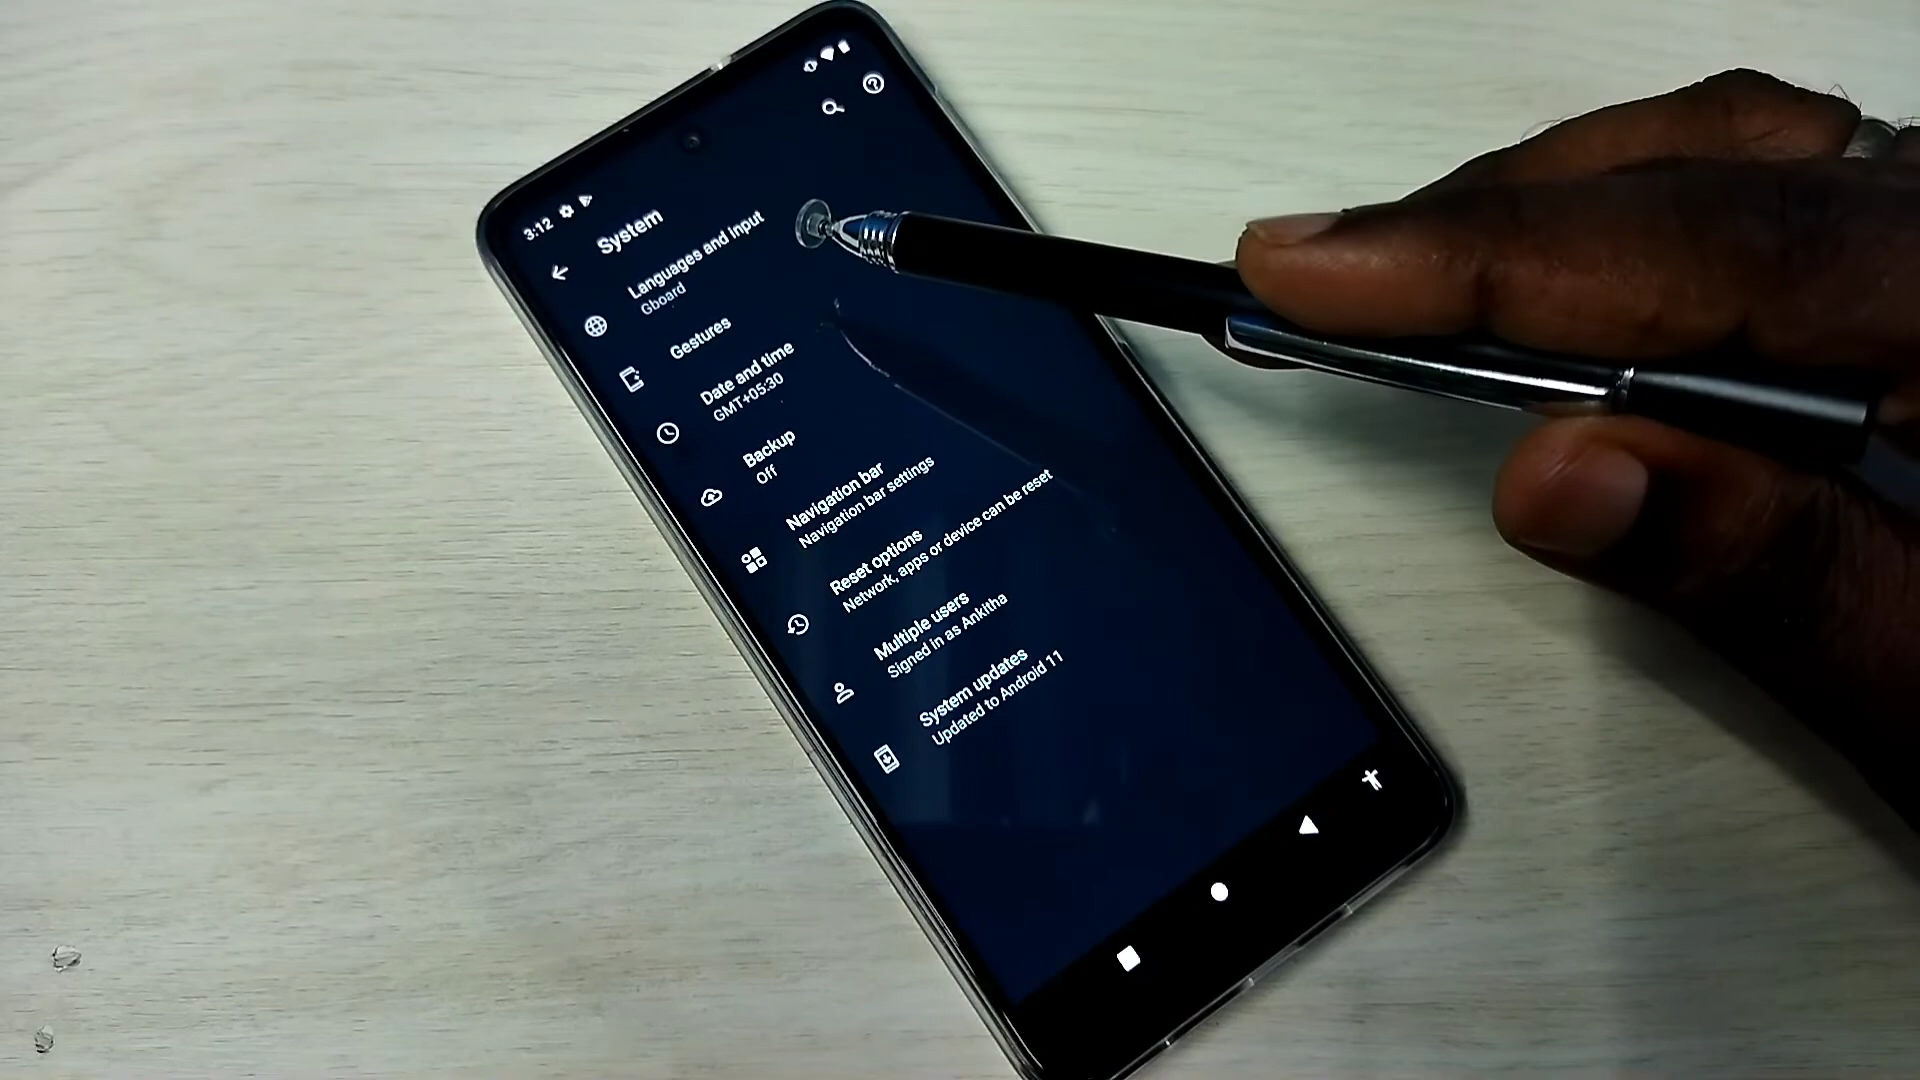 3:12
System
Languages and input
Gboard
Gestures
Date and time
GMT+05:30
Backup
Off
Navigation bar
Navigation bar settings
Reset options
Network, apps or device can be reset
Multiple users
Signed in as Ankitha
System updates
Updated to Android 11